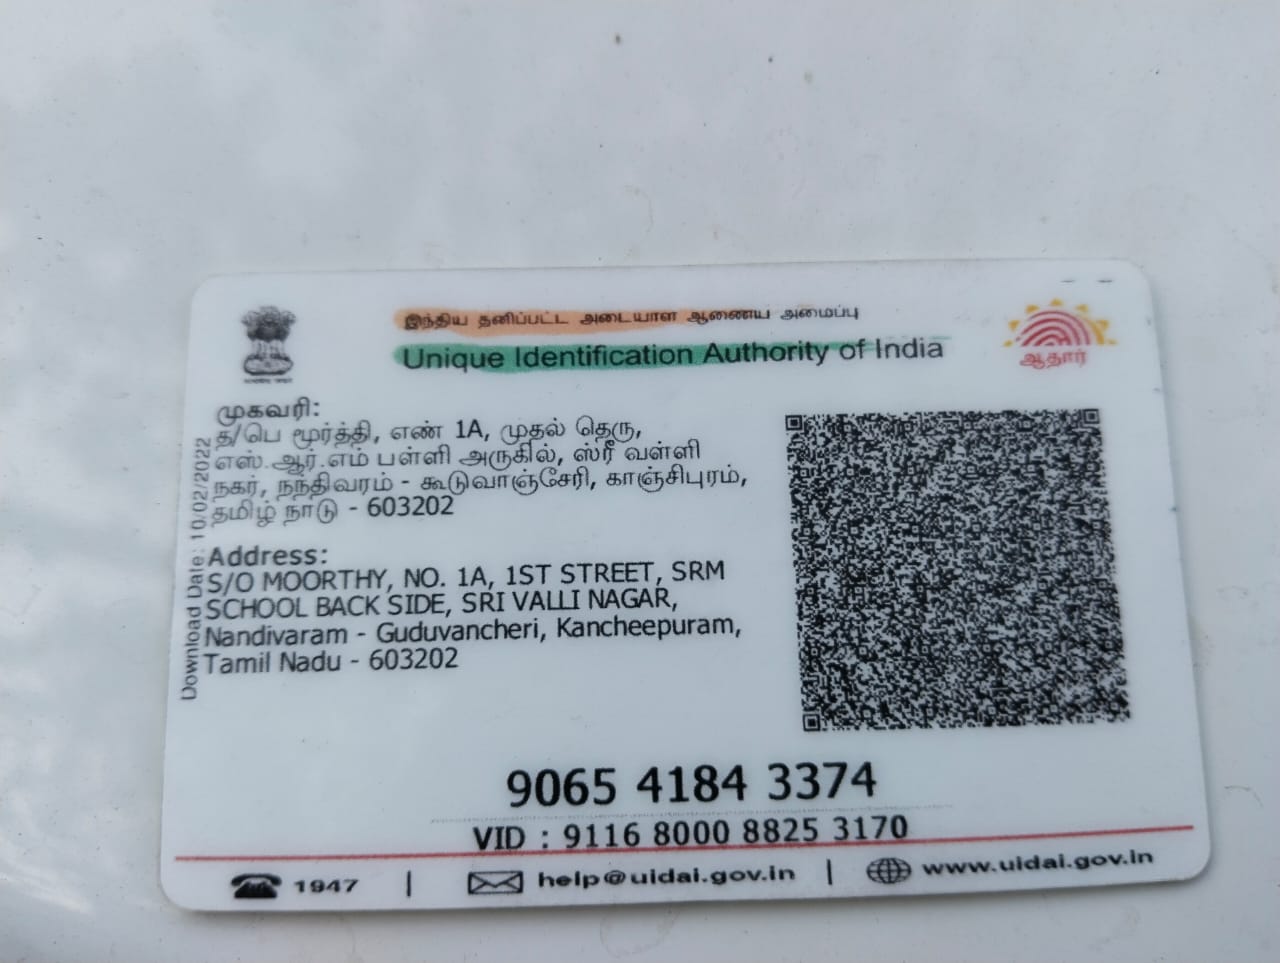 இந்திய தனிப்பட்ட அடையாள ஆணைய அமைப்பு
Unique Identification Authority of India
ஆதார்
முகவரி:
த/பெ மூர்த்தி, எண் 1A, முதல் தெரு,
எஸ்.ஆர்.எம் பள்ளி அருகில், ஸ்ரீ வள்ளி
நகர், நந்திவரம் - கூடுவாஞ்சேரி, காஞ்சிபுரம்,
தமிழ் நாடு - 603202
Download Date: 10/02/2022
Address:
S/O MOORTHY, NO. 1A, 1ST STREET, SRM
SCHOOL BACK SIDE, SRI VALLI NAGAR,
Nandivaram - Guduvancheri, Kancheepuram,
Tamil Nadu - 603202
9065 4184 3374
VID : 9116 8000 8825 3170
1947 | help@uidai.gov.in | www.uidai.gov.in